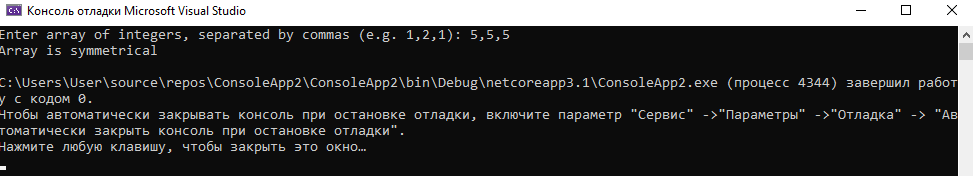 Консоль отладки Microsoft Visual Studio
Enter array of integers, separated by commas (e.g. 1,2,1): 5,5,5
Array is symmetrical
C:\Users\User\source\repos\ConsoleApp2\ConsoleApp2\bin\Debug\netcoreapp3.1\ConsoleApp2.exe (процесс 4344) завершил работ
у с кодом 0.
Чтобы автоматически закрывать консоль при остановке отладки, включите параметр "Сервис" ->"Параметры" ->"Отладка" -> "Ав
томатически закрыть консоль при остановке отладки".
Нажмите любую клавишу, чтобы закрыть это окно…